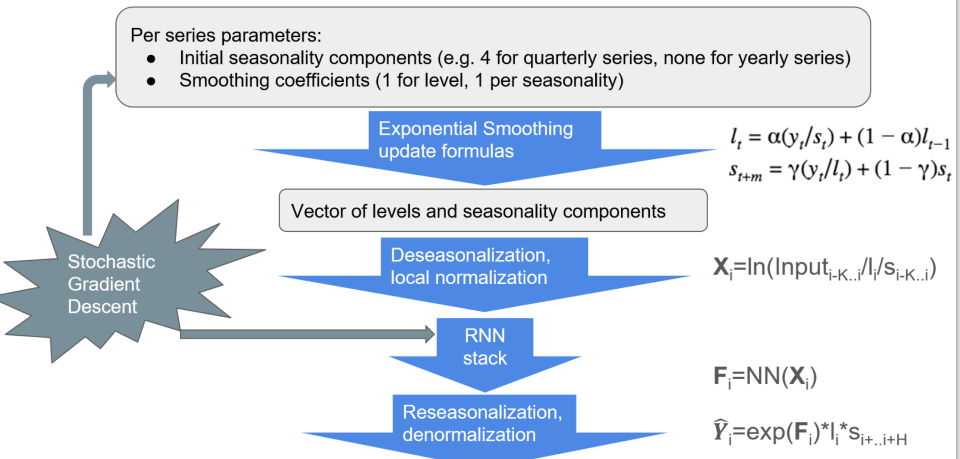 Per series parameters:
● Initial seasonality components (e.g. 4 for quarterly series, none for yearly series)
● Smoothing coefficients (1 for level, 1 per seasonality)
Exponential Smoothing
update formulas
lₜ = α(yₜ/sₜ) + (1 − α)lₜ₋₁
sₜ₊ₘ = γ(yₜ/lₜ) + (1 − γ)sₜ
Vector of levels and seasonality components
Deseasonalization,
local normalization
Xᵢ=ln(Inputᵢ₋K..ᵢ/lᵢ/sᵢ₋K..ᵢ)
Stochastic
Gradient
Descent
RNN
stack
Fᵢ=NN(Xᵢ)
Reseasonalization,
denormalization
Ŷᵢ=exp(Fᵢ)*lᵢ*sᵢ₊..ᵢ₊H